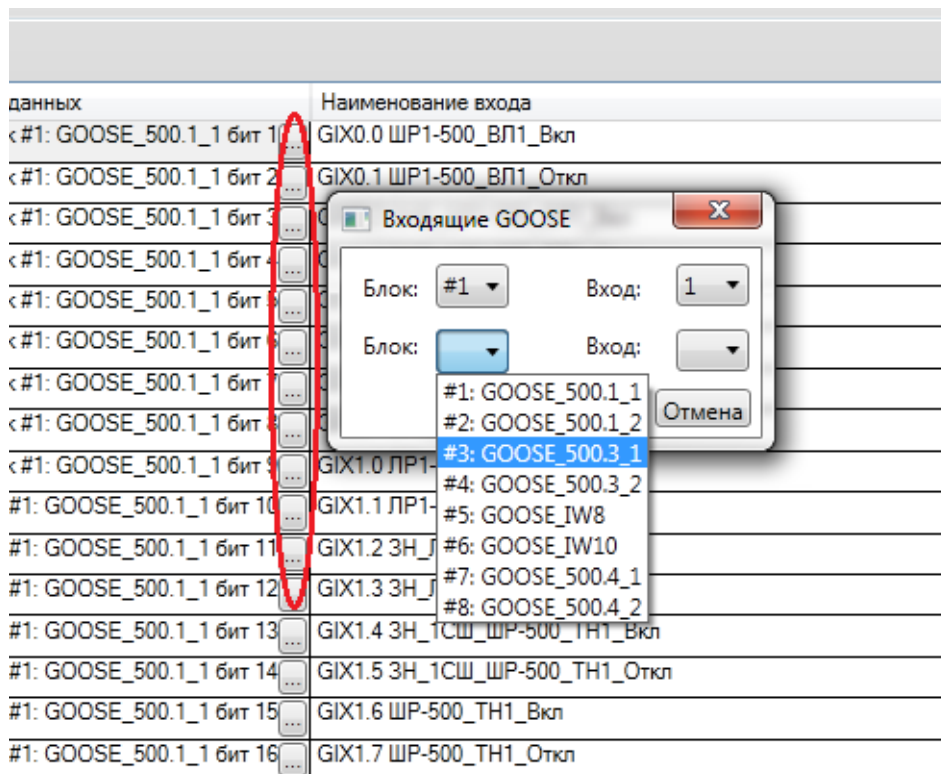 данных Наименование входа
к #1: GOOSE_500.1_1 бит 1 ... GIX0.0 ШР1-500_ВЛ1_Вкл
к #1: GOOSE_500.1_1 бит 2 ... GIX0.1 ШР1-500_ВЛ1_Откл
к #1: GOOSE_500.1_1 бит 3 ...
к #1: GOOSE_500.1_1 бит 4 ...
к #1: GOOSE_500.1_1 бит 5 ...
к #1: GOOSE_500.1_1 бит 6 ...
к #1: GOOSE_500.1_1 бит 7 ...
к #1: GOOSE_500.1_1 бит 8 ...
к #1: GOOSE_500.1_1 бит 9 ... GIX1.0 ЛР1-
#1: GOOSE_500.1_1 бит 10 ... GIX1.1 ЛР1-
#1: GOOSE_500.1_1 бит 11 ... GIX1.2 ЗН_Л
#1: GOOSE_500.1_1 бит 12 ... GIX1.3 ЗН_Л
#1: GOOSE_500.1_1 бит 13 ... GIX1.4 ЗН_1СШ_ШР-500_ТН1_Вкл
#1: GOOSE_500.1_1 бит 14 ... GIX1.5 ЗН_1СШ_ШР-500_ТН1_Откл
#1: GOOSE_500.1_1 бит 15 ... GIX1.6 ШР-500_ТН1_Вкл
#1: GOOSE_500.1_1 бит 16 ... GIX1.7 ШР-500_ТН1_Откл
Входящие GOOSE
Блок: #1 Вход: 1
Блок: Вход:
#1: GOOSE_500.1_1
#2: GOOSE_500.1_2
#3: GOOSE_500.3_1
#4: GOOSE_500.3_2
#5: GOOSE_IW8
#6: GOOSE_IW10
#7: GOOSE_500.4_1
#8: GOOSE_500.4_2
Отмена